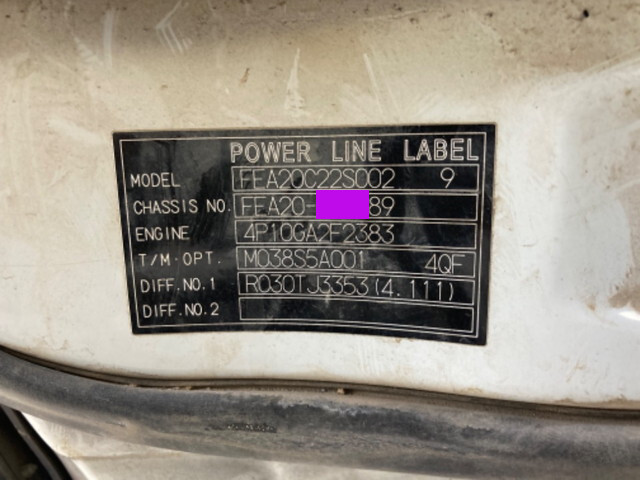 POWER LINE LABEL
MODEL FEA20C22S002 9
CHASSIS NO. FEA20- 89
ENGINE 4P10GA2E2383
T/M·OPT. M038S5A001 4QF
DIFF.NO.1 R030TJ3353(4.111)
DIFF.NO.2